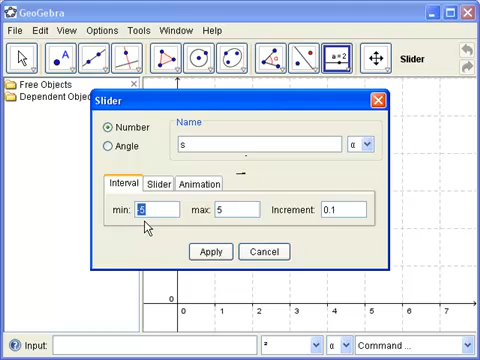 GeoGebra
File Edit View Options Tools Window Help
A
α
a=2
Slider
Free Objects
Dependent Objec
Slider
Number
Angle
Name
s
α
Interval Slider Animation
min: -5 max: 5 Increment: 0.1
Apply Cancel
0
0 1 2 3 4 5 6 7
Input: ² α Command ...